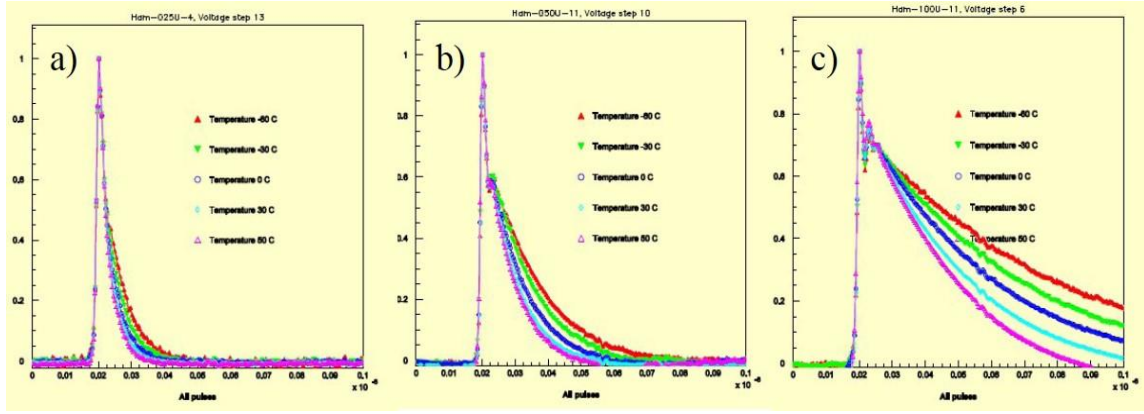 Ham-025U-4, Voltage step 13
a)
1
0.8
0.6
0.4
0.2
0
Temperature -60 C
Temperature -30 C
Temperature 0 C
Temperature 30 C
Temperature 60 C
0 0,01 0,02 0,03 0,04 0,05 0,06 0,07 0,08 0,09 0,1
x 10 -6
All pulses
Ham-050U-11, Voltage step 10
b)
1
0.8
0.6
0.4
0.2
0
Temperature -60 C
Temperature -30 C
Temperature 0 C
Temperature 30 C
Temperature 60 C
0 0,01 0,02 0,03 0,04 0,05 0,06 0,07 0,08 0,09 0,1
x 10 -6
All pulses
Ham-100U-11, Voltage step 6
c)
1
0.8
0.6
0.4
0.2
0
Temperature -60 C
Temperature -30 C
Temperature 0 C
Temperature 30 C
Temperature 60 C
0 0,01 0,02 0,03 0,04 0,05 0,06 0,07 0,08 0,09 0,1
x 10 -6
All pulses